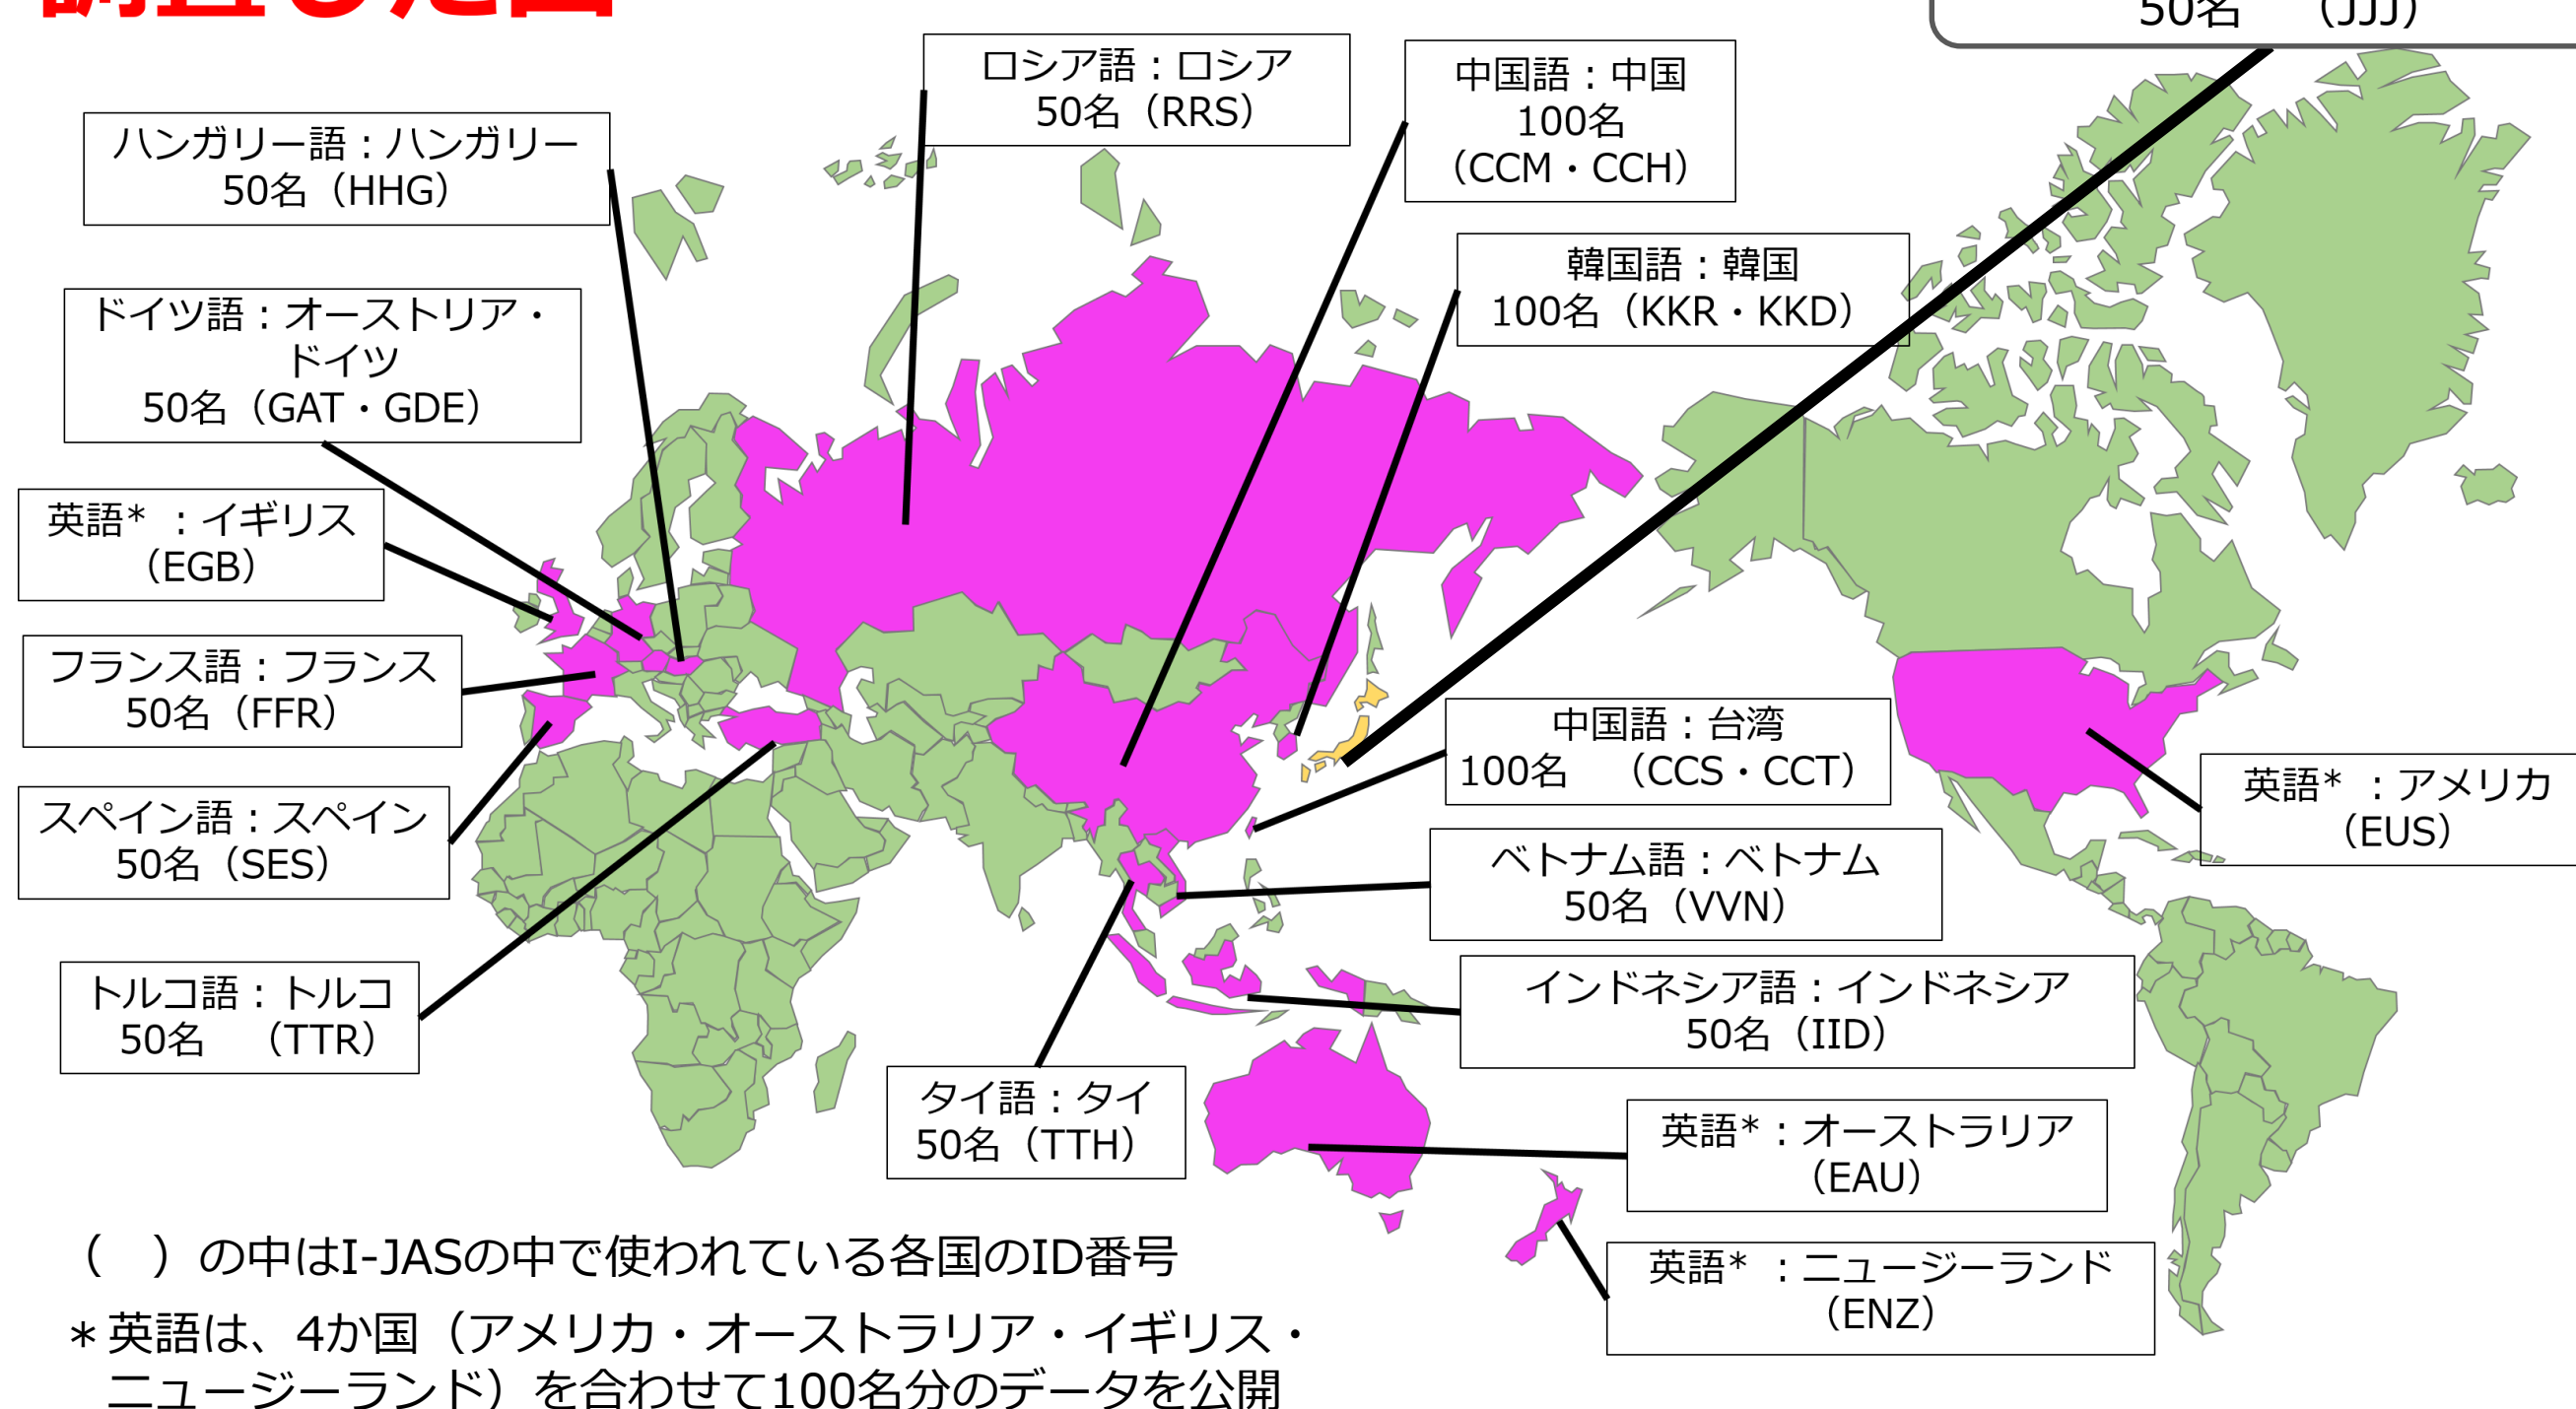 調査した国
50名 （JJJ）
ロシア語：ロシア
50名（RRS）
中国語：中国
100名
（CCM・CCH）
ハンガリー語：ハンガリー
50名（HHG）
韓国語：韓国
100名（KKR・KKD）
ドイツ語：オーストリア・
ドイツ
50名（GAT・GDE）
英語* ：イギリス
（EGB）
フランス語：フランス
50名（FFR）
中国語：台湾
100名 （CCS・CCT）
英語* ：アメリカ
（EUS）
スペイン語：スペイン
50名（SES）
ベトナム語：ベトナム
50名（VVN）
トルコ語：トルコ
50名 （TTR）
インドネシア語：インドネシア
50名（IID）
タイ語：タイ
50名（TTH）
英語*：オーストラリア
（EAU）
英語* ：ニュージーランド
（ENZ）
（ ）の中はI-JASの中で使われている各国のID番号
＊英語は、4か国（アメリカ・オーストラリア・イギリス・
ニュージーランド）を合わせて100名分のデータを公開